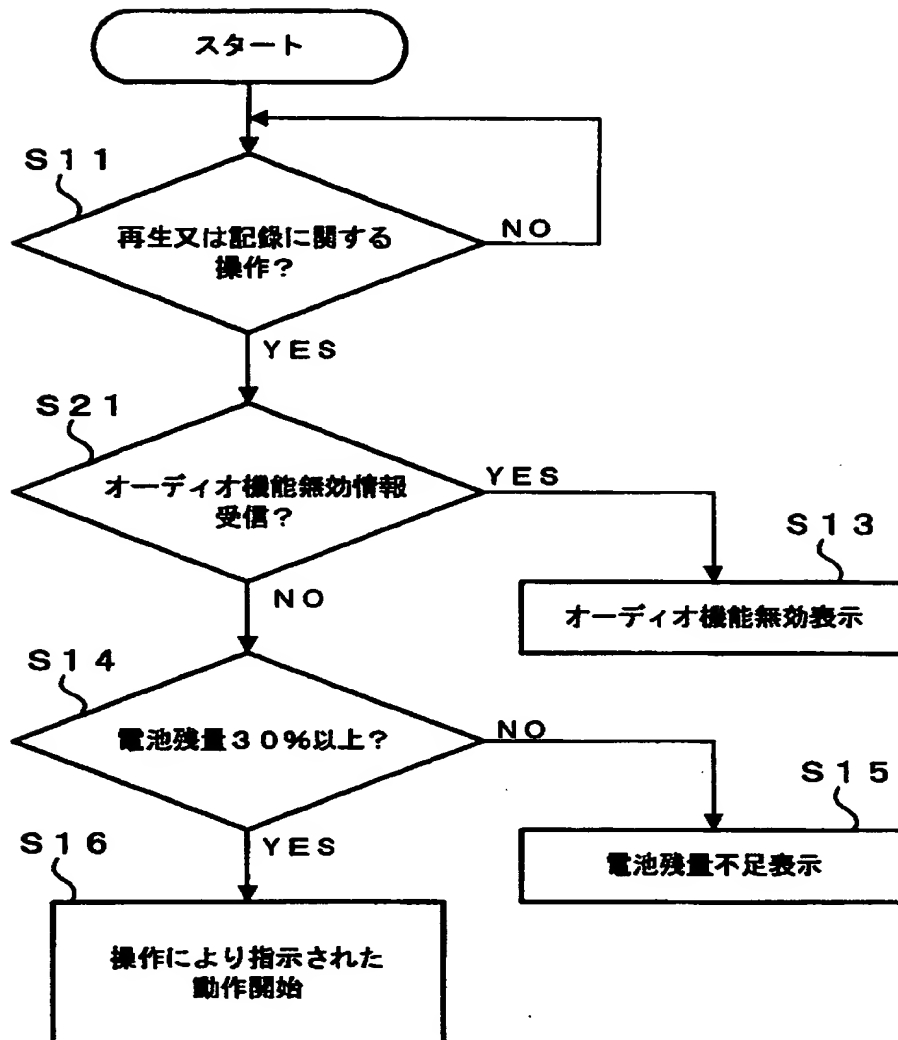 スタート
S11
再生又は記録に関する
操作?
NO
YES
S21
オーディオ機能無効情報
受信?
YES
NO
S13
オーディオ機能無効表示
S14
電池残量30%以上?
NO
YES
S15
電池残量不足表示
S16
操作により指示された
動作開始